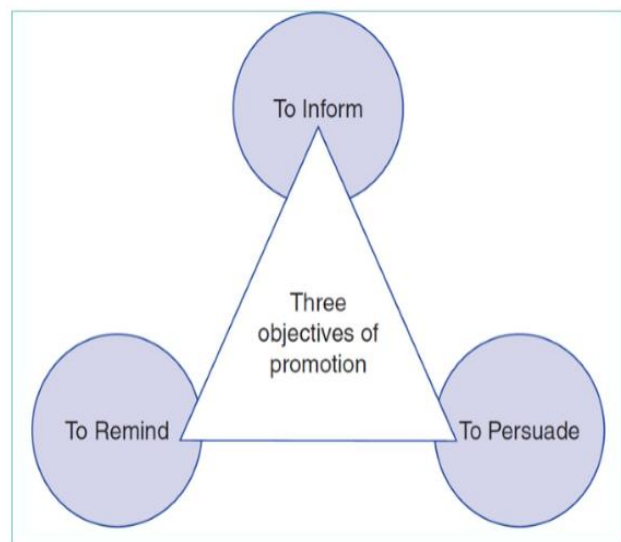 To Inform
Three
objectives of
promotion
To Remind
To Persuade